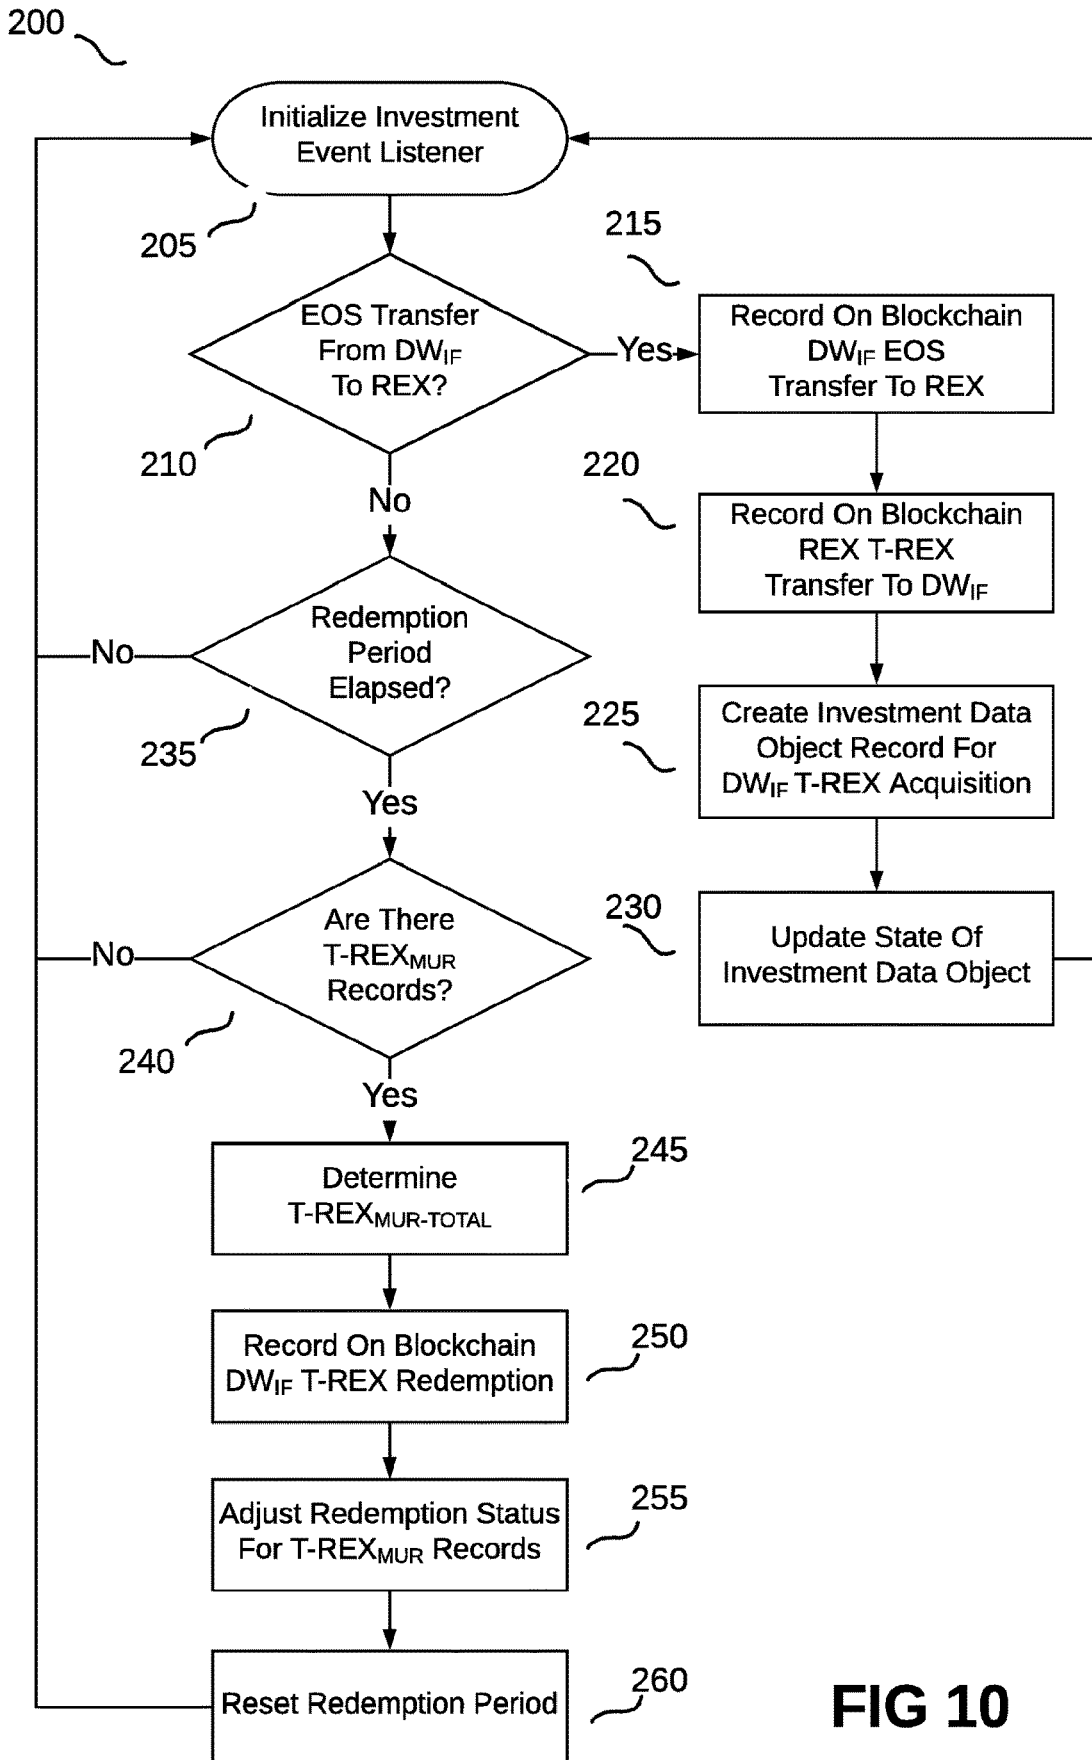 200
Initialize Investment
Event Listener
205
EOS Transfer
From DWIF
To REX?
210
Yes
215
Record On Blockchain
DWIF EOS
Transfer To REX
220
Record On Blockchain
REX T-REX
Transfer To DWIF
225
Create Investment Data
Object Record For
DWIF T-REX Acquisition
230
Update State Of
Investment Data Object
No
Redemption
Period
Elapsed?
No
235
Yes
Are There
T-REXMUR
Records?
No
240
Yes
245
Determine
T-REXMUR-TOTAL
250
Record On Blockchain
DWIF T-REX Redemption
255
Adjust Redemption Status
For T-REXMUR Records
260
Reset Redemption Period
FIG 10